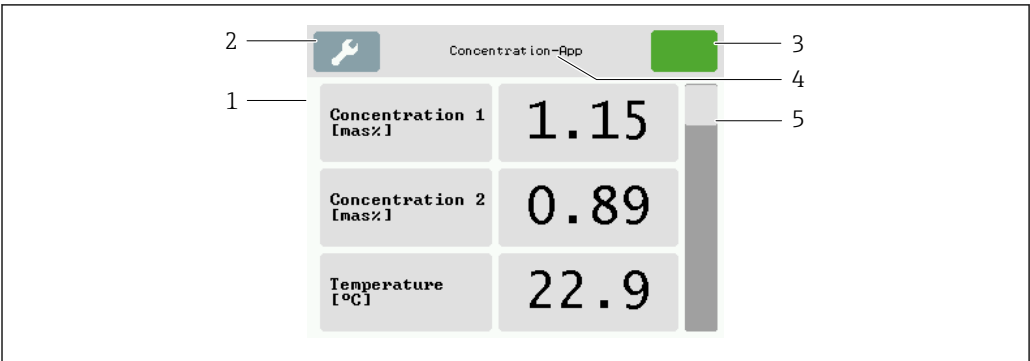 2
Concentration-App
3
4
1
Concentration 1
[mas%]
1.15
5
Concentration 2
[mas%]
0.89
Temperature
[ºC]
22.9